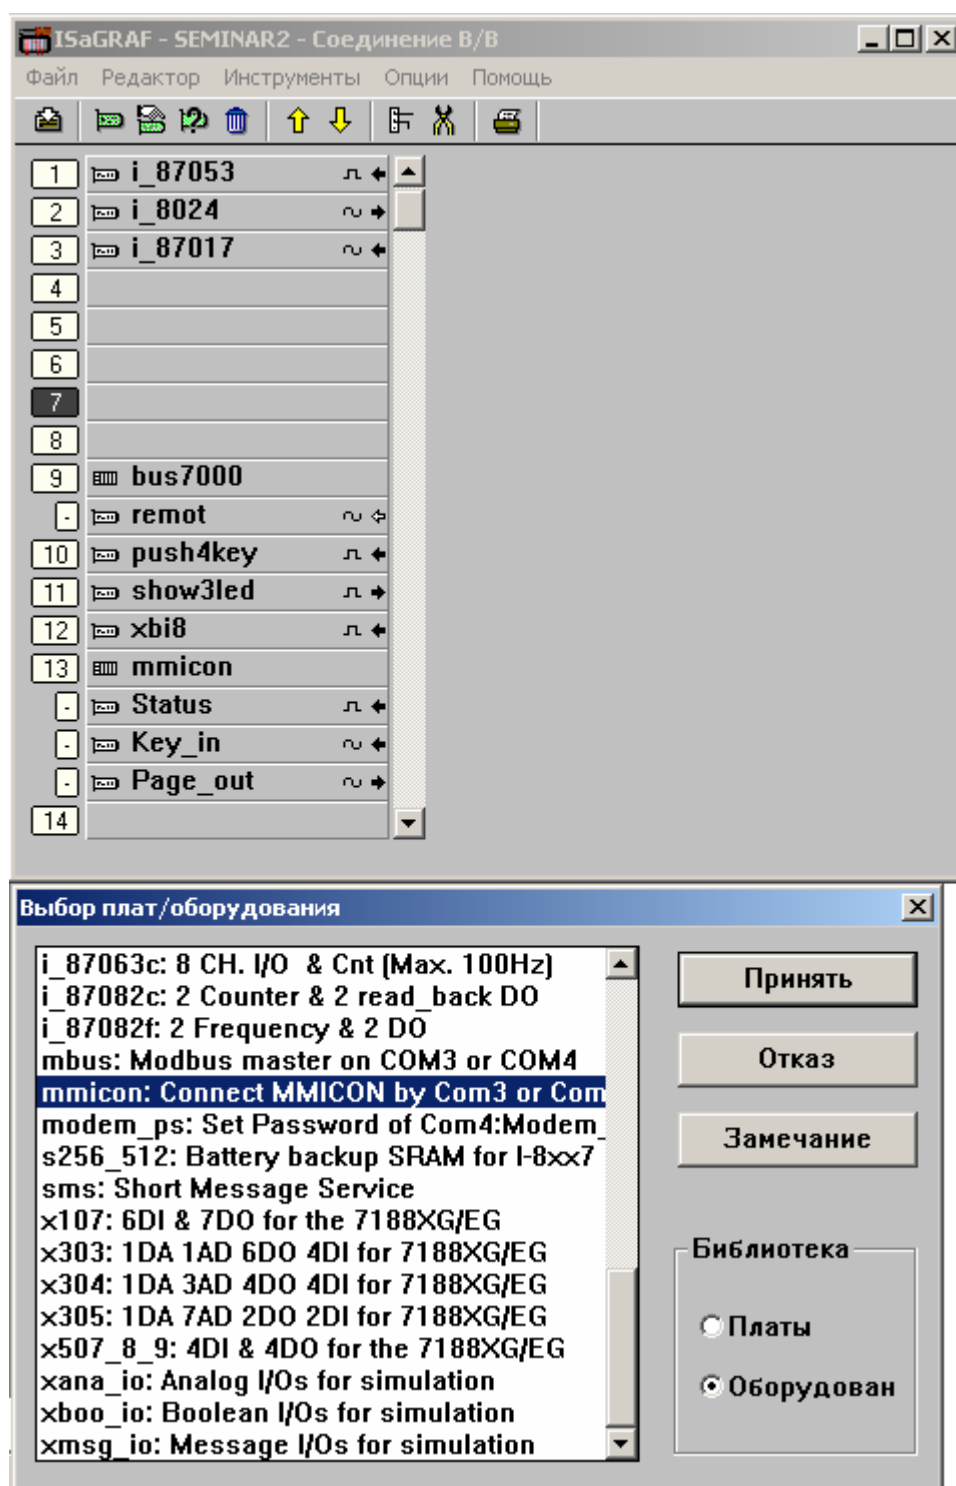 ISaGRAF - SEMINAR2 - Соединение В/В
Файл Редактор Инструменты Опции Помощь
1 i_87053
2 i_8024
3 i_87017
4
5
6
7
8
9 bus7000
- remot
10 push4key
11 show3led
12 xbi8
13 mmicon
- Status
- Key_in
- Page_out
14
Выбор плат/оборудования
i_87063c: 8 CH. I/O & Cnt (Max. 100Hz)
i_87082c: 2 Counter & 2 read_back DO
i_87082f: 2 Frequency & 2 DO
mbus: Modbus master on COM3 or COM4
mmicon: Connect MMICON by Com3 or Com
modem_ps: Set Password of Com4:Modem_
s256_512: Battery backup SRAM for I-8xx7
sms: Short Message Service
x107: 6DI & 7DO for the 7188XG/EG
x303: 1DA 1AD 6DO 4DI for 7188XG/EG
x304: 1DA 3AD 4DO 4DI for 7188XG/EG
x305: 1DA 7AD 2DO 2DI for 7188XG/EG
x507_8_9: 4DI & 4DO for the 7188XG/EG
xana_io: Analog I/Os for simulation
xboo_io: Boolean I/Os for simulation
xmsg_io: Message I/Os for simulation
Принять
Отказ
Замечание
Библиотека
Платы
Оборудован